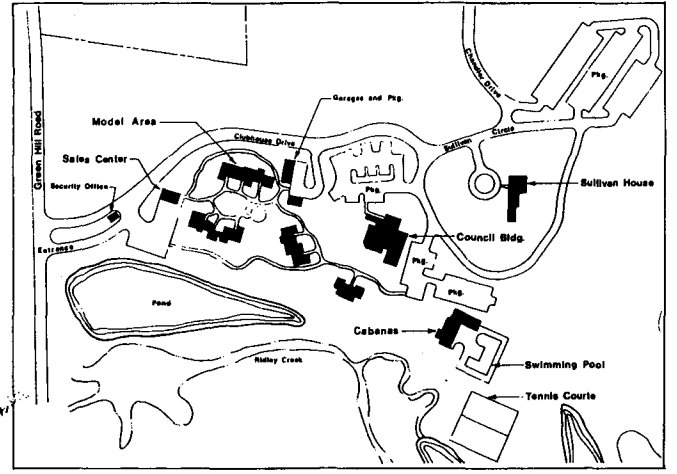 Chandler Drive
Pkg.
Garages and Pkg.
Green Hill Road
Model Area
Clubhouse Drive
Sullivan Circle
Sales Center
Security Office
Pkg.
Sullivan House
Council Bldg.
Entrance
Pkg.
Pkg.
Pond
Cabanas
Ridley Creek
Swimming Pool
Tennis Courts